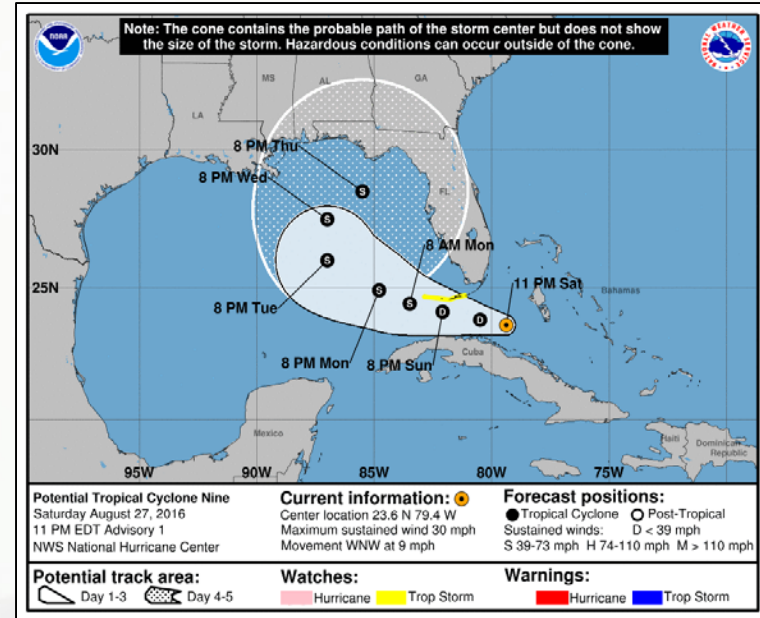 Note: The cone contains the probable path of the storm center but does not show
the size of the storm. Hazardous conditions can occur outside of the cone.
NOAA
NATIONAL WEATHER SERVICE
MS
AL
GA
LA
30N
8 PM Thu
8 PM Wed
S
FL
S
8 AM Mon
S
11 PM Sat
25N
S
S
Bahamas
8 PM Tue
D
D
8 PM Mon
8 PM Sun
Cuba
Mexico
Haiti
Dominican
Republic
95W
90W
85W
80W
75W
Potential Tropical Cyclone Nine
Saturday August 27, 2016
11 PM EDT Advisory 1
NWS National Hurricane Center
Current information:
Center location 23.6 N 79.4 W
Maximum sustained wind 30 mph
Movement WNW at 9 mph
Forecast positions:
Tropical Cyclone Post-Tropical
Sustained winds: D < 39 mph
S 39-73 mph H 74-110 mph M > 110 mph
Potential track area:
Day 1-3 Day 4-5
Watches:
Hurricane Trop Storm
Warnings:
Hurricane Trop Storm